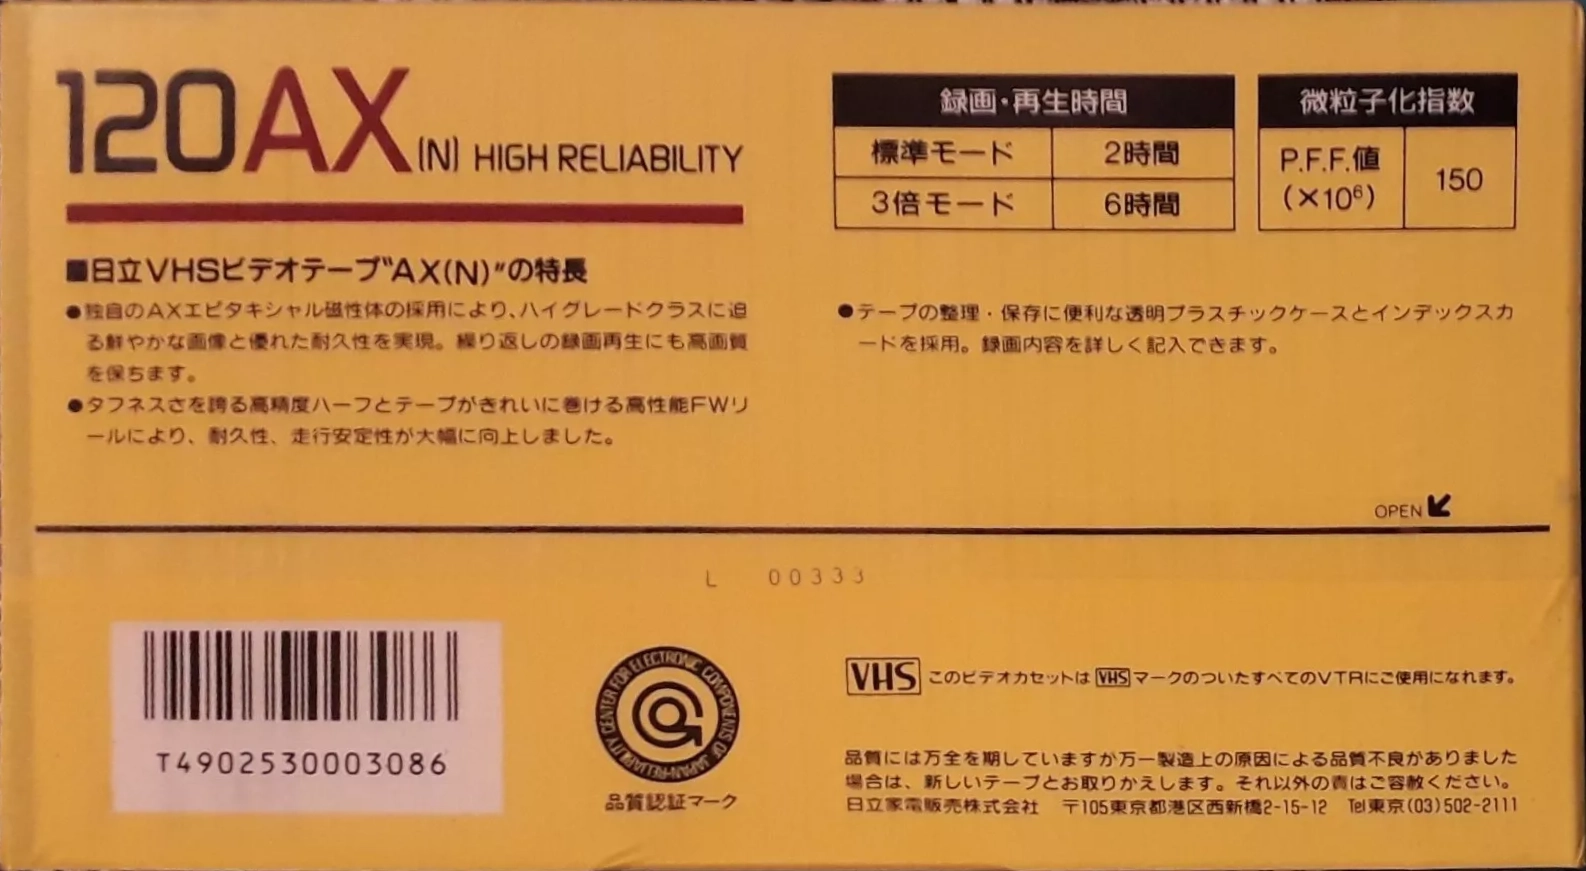 120AX(N) HIGH RELIABILITY
■日立VHSビデオテープ"AX(N)"の特長
●独自のAXエピタキシャル磁性体の採用により、ハイグレードクラスに迫
る鮮やかな画像と優れた耐久性を実現。繰り返しの録画再生にも高画質
を保ちます。
●タフネスさを誇る高精度ハーフとテープがきれいに巻ける高性能FWリ
ールにより、耐久性、走行安定性が大幅に向上しました。
録画・再生時間
標準モード 2時間
3倍モード 6時間
微粒子化指数
P.F.F.値 150
(×10⁶)
●テープの整理・保存に便利な透明プラスチックケースとインデックスカ
ードを採用。録画内容を詳しく記入できます。
OPEN
L 00333
T4902530003086
RELIABILITY CENTER FOR ELECTRONIC COMPONENTS OF JAPAN
品質認証マーク
VHS このビデオカセットはVHSマークのついたすべてのVTRにご使用になれます。
品質には万全を期していますが万一製造上の原因による品質不良がありました
場合は、新しいテープとお取りかえします。それ以外の責はご容赦ください。
日立家電販売株式会社 〒105東京都港区西新橋2-15-12 Tel東京(03)502-2111